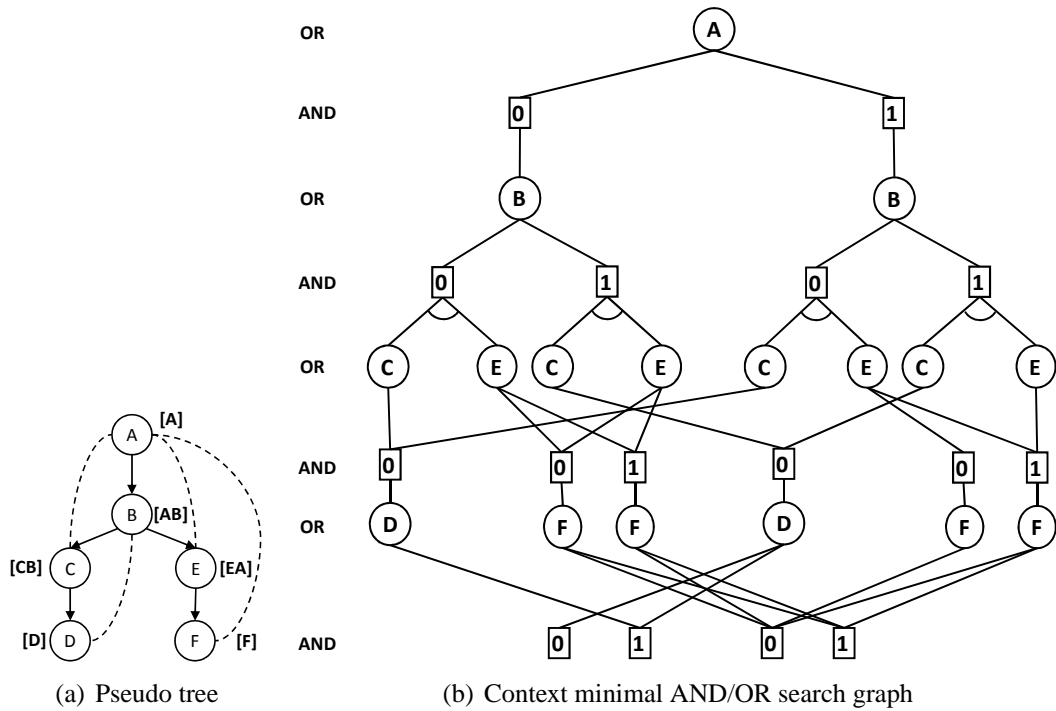 OR A
AND 0 1
OR B B
AND 0 1 0 1
OR C E C E C E C E
AND 0 0 1 0 0 1
OR D F F D F F
AND 0 1 0 1
A [A]
B [AB]
[CB] C E [EA]
[D] D F [F]
(a) Pseudo tree
(b) Context minimal AND/OR search graph